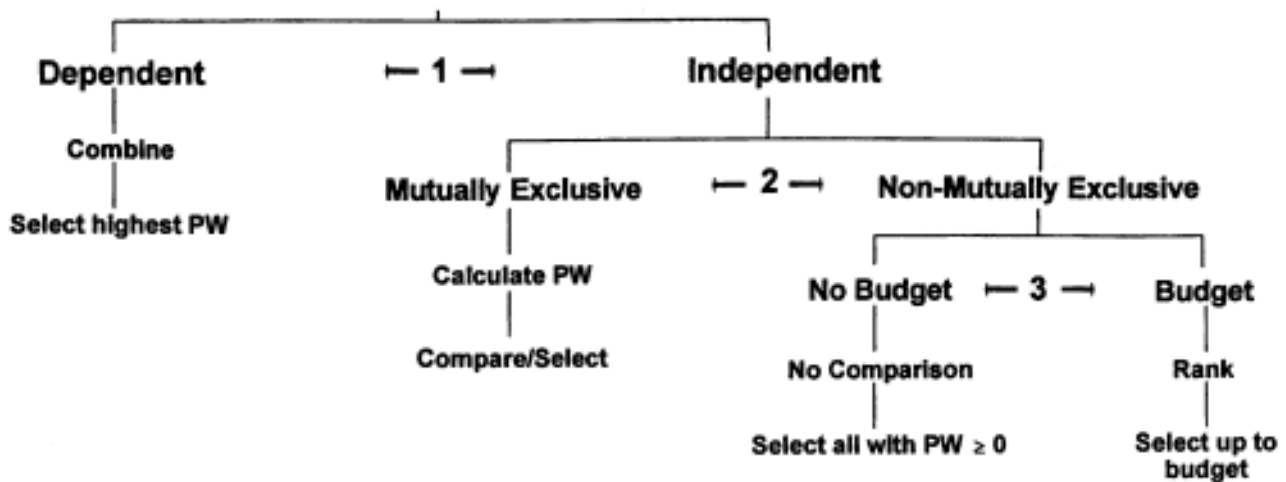 Dependent
1
Independent
Combine
Mutually Exclusive
2
Non-Mutually Exclusive
Select highest PW
Calculate PW
No Budget
3
Budget
Compare/Select
No Comparison
Rank
Select all with PW ≥ 0
Select up to
budget